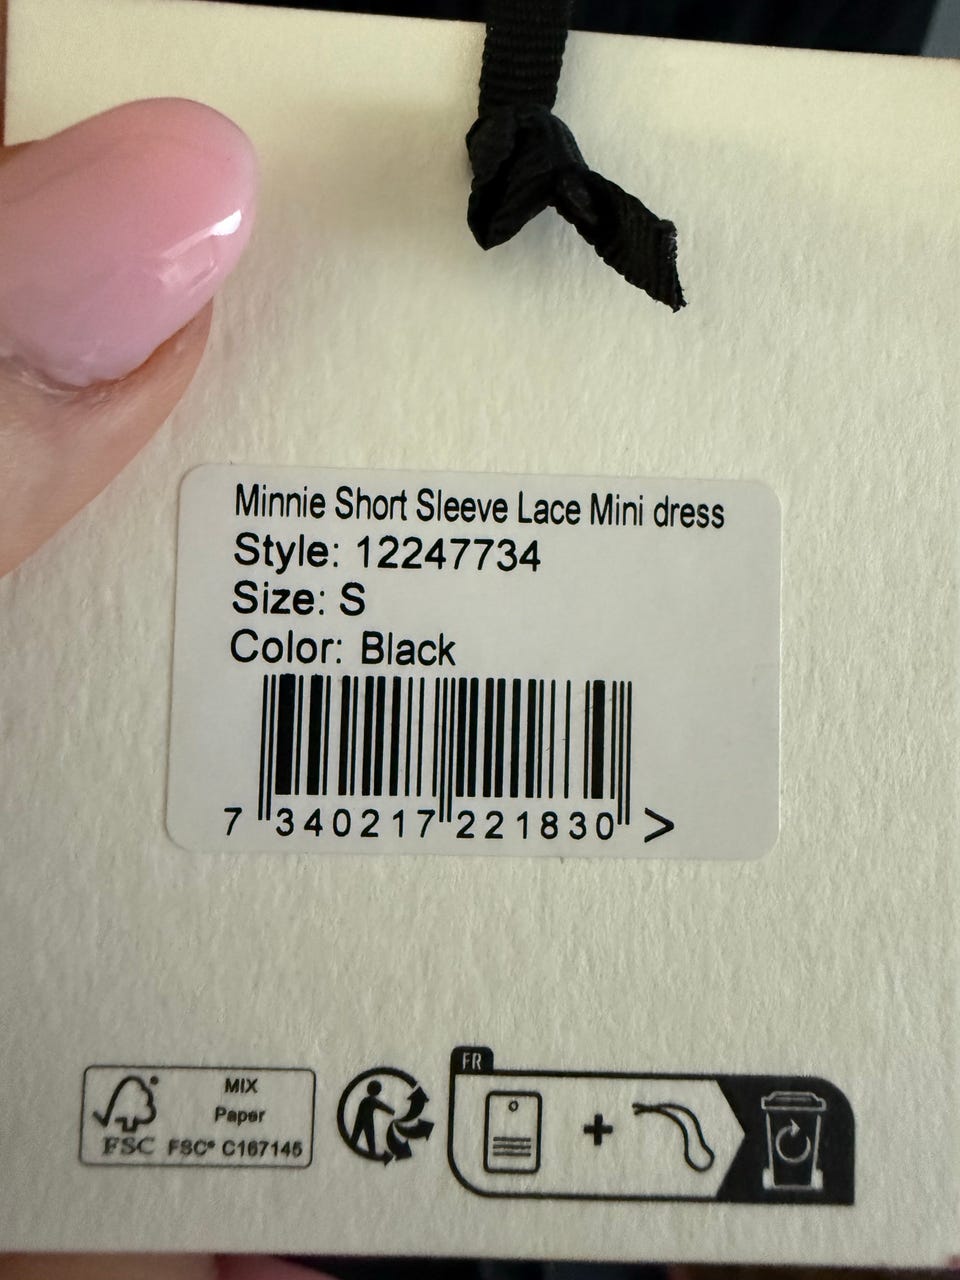 Minnie Short Sleeve Lace Mini dress
Style: 12247734
Size: S
Color: Black
7 340217 221830 >
FR
MIX
Paper
FSC FSC® C167145